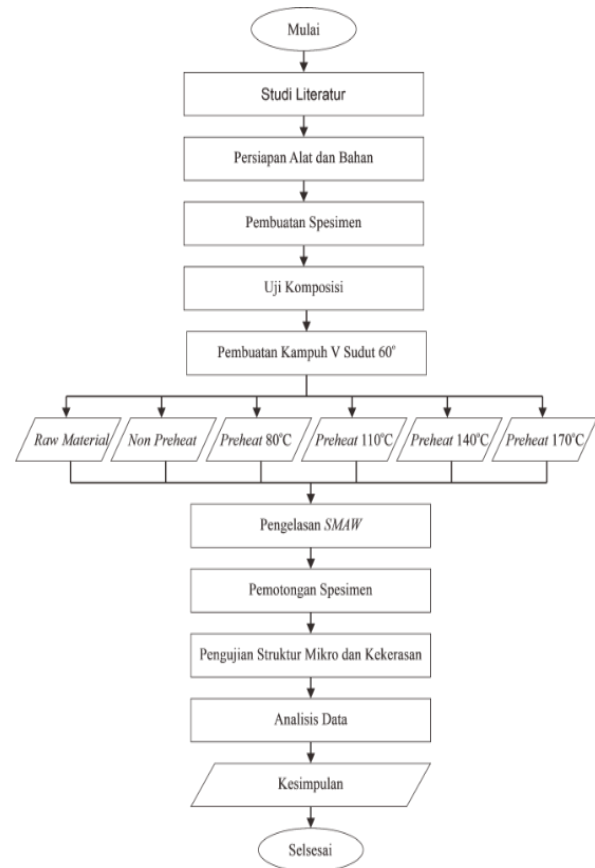 Mulai
Studi Literatur
Persiapan Alat dan Bahan
Pembuatan Spesimen
Uji Komposisi
Pembuatan Kampuh V Sudut 60°
Raw Material
Non Preheat
Preheat 80°C
Preheat 110°C
Preheat 140°C
Preheat 170°C
Pengelasan SMAW
Pemotongan Spesimen
Pengujian Struktur Mikro dan Kekerasan
Analisis Data
Kesimpulan
Selsesai